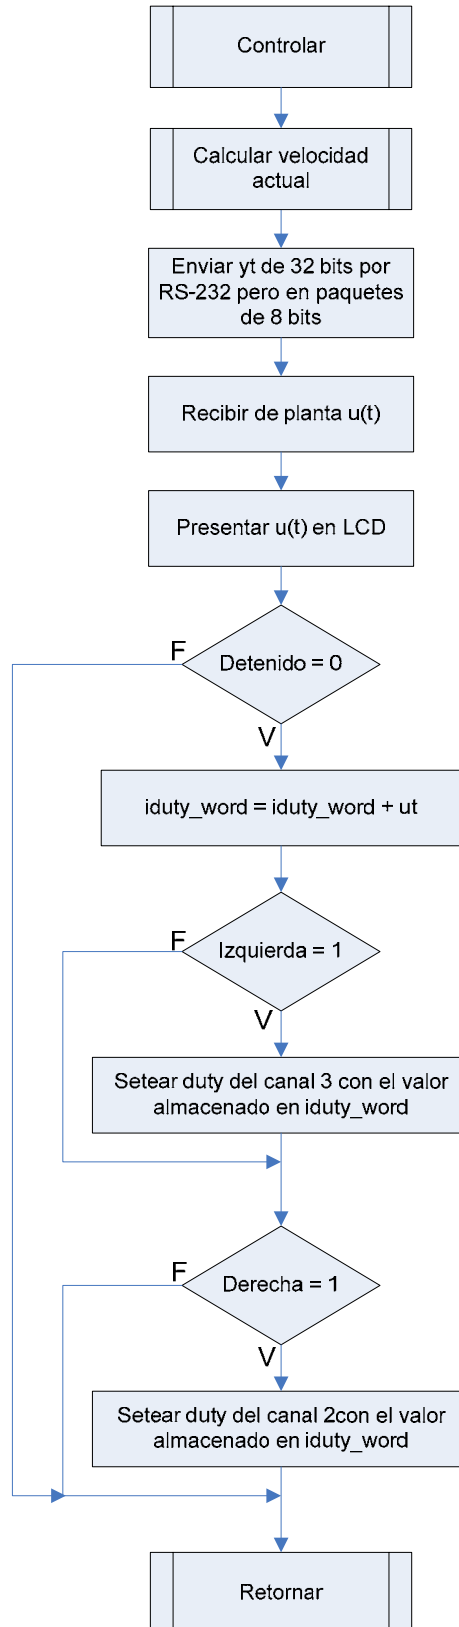 Controlar
Calcular velocidad
actual
Enviar yt de 32 bits por
RS-232 pero en paquetes
de 8 bits
Recibir de planta u(t)
Presentar u(t) en LCD
F
Detenido = 0
V
iduty_word = iduty_word + ut
F
Izquierda = 1
V
Setear duty del canal 3 con el valor
almacenado en iduty_word
F
Derecha = 1
V
Setear duty del canal 2con el valor
almacenado en iduty_word
Retornar